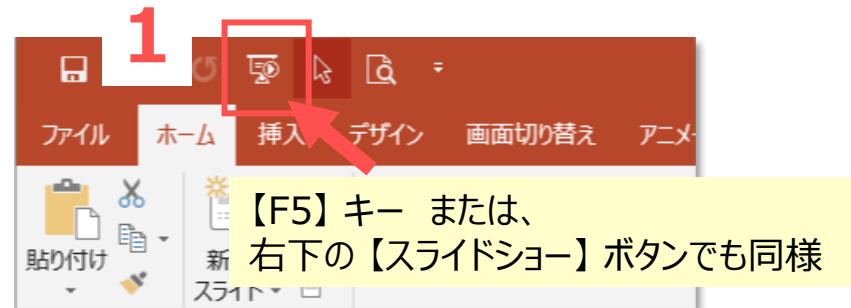 1
ファイル ホーム 挿入 デザイン 画面切り替え アニメー
【F5】キー または、
右下の【スライドショー】ボタンでも同様
貼り付け 新
スライド